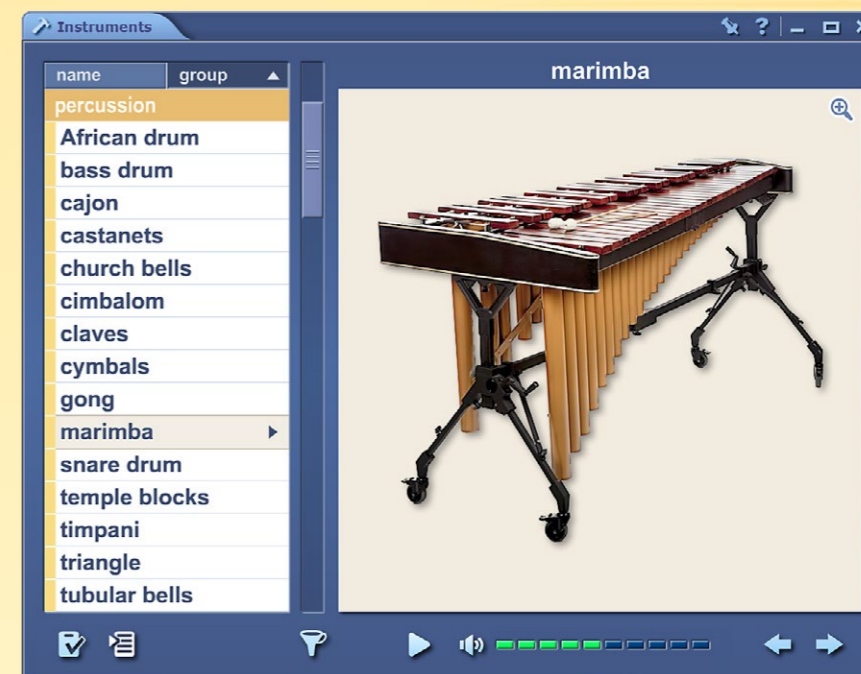 Instruments
?
name group
marimba
percussion
African drum
bass drum
cajon
castanets
church bells
cimbalom
claves
cymbals
gong
marimba
snare drum
temple blocks
timpani
triangle
tubular bells